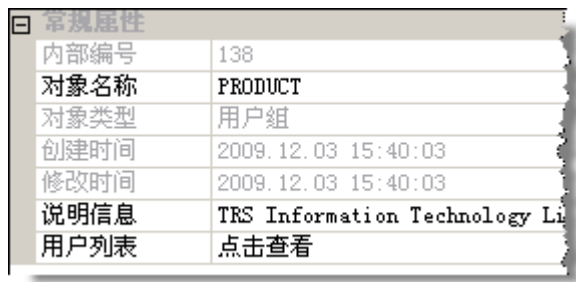 常规属性
内部编号 138
对象名称 PRODUCT
对象类型 用户组
创建时间 2009.12.03 15:40:03
修改时间 2009.12.03 15:40:03
说明信息 TRS Information Technology Li
用户列表 点击查看